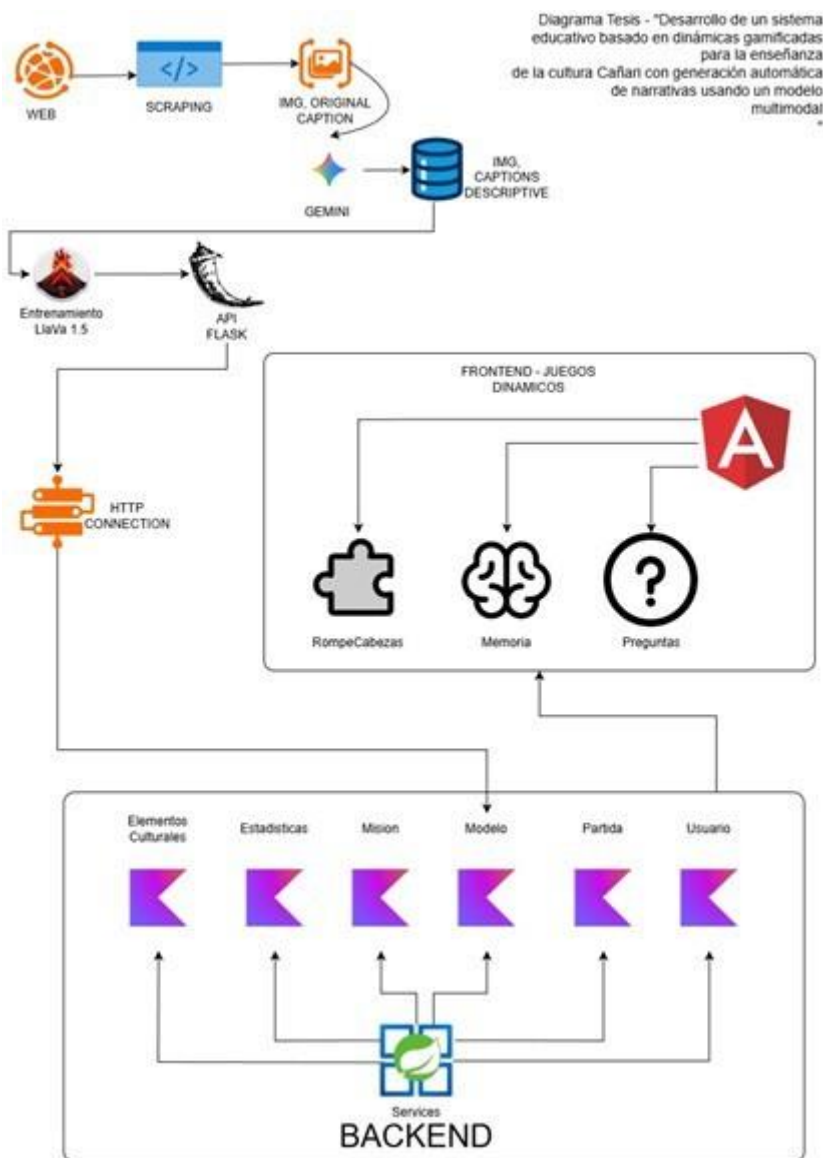 Diagrama Tesis - "Desarrollo de un sistema
educativo basado en dinámicas gamificadas
para la enseñanza
de la cultura Cañari con generación automática
de narrativas usando un modelo
multimodal
"
WEB
</>
SCRAPING
IMG, ORIGINAL
CAPTION
GEMINI
IMG,
CAPTIONS
DESCRIPTIVE
Entrenamiento
LlaVa 1.5
API
FLASK
HTTP
CONNECTION
FRONTEND - JUEGOS
DINAMICOS
A
?
RompeCabezas
Memoria
Preguntas
Elementos
Culturales
Estadisticas
Mision
Modelo
Partida
Usuario
Services
BACKEND